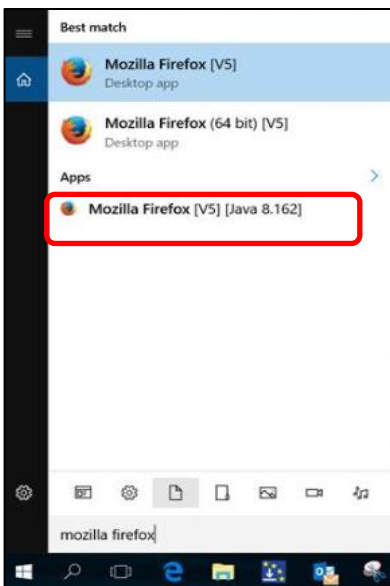 Best match
Mozilla Firefox [V5]
Desktop app
Mozilla Firefox (64 bit) [V5]
Desktop app
Apps
Mozilla Firefox [V5] [Java 8.162]
mozilla firefox